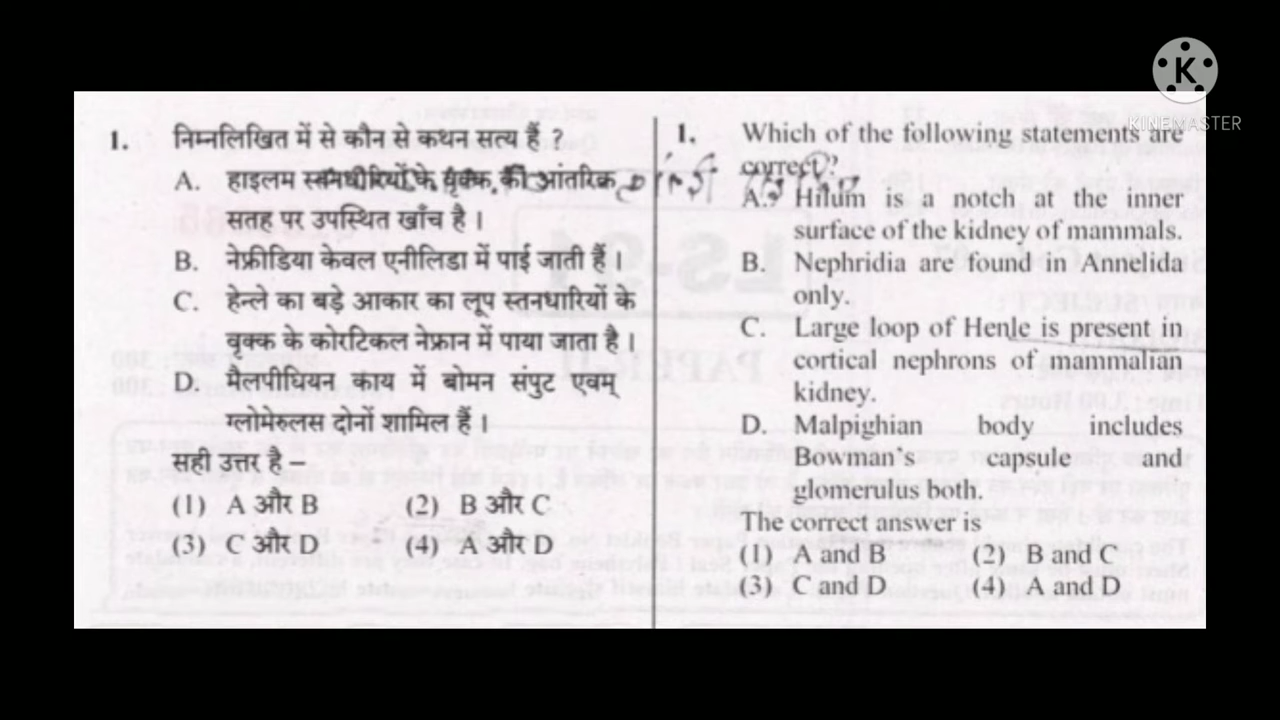 K
KINEMASTER
1. निम्नलिखित में से कौन से कथन सत्य हैं ?
A. हाइलम स्तनधारियों के वृक्क की आंतरिक
सतह पर उपस्थित खाँच है ।
B. नेफ्रीडिया केवल एनीलिडा में पाई जाती हैं ।
C. हेन्ले का बड़े आकार का लूप स्तनधारियों के
वृक्क के कोरटिकल नेफ्रान में पाया जाता है ।
D. मैलपीघियन काय में बोमन संपुट एवम्
ग्लोमेरुलस दोनों शामिल हैं ।
सही उत्तर है –
(1) A और B (2) B और C
(3) C और D (4) A और D
1. Which of the following statements are
correct ?
A. Hilum is a notch at the inner
surface of the kidney of mammals.
B. Nephridia are found in Annelida
only.
C. Large loop of Henle is present in
cortical nephrons of mammalian
kidney.
D. Malpighian body includes
Bowman's capsule and
glomerulus both.
The correct answer is
(1) A and B (2) B and C
(3) C and D (4) A and D